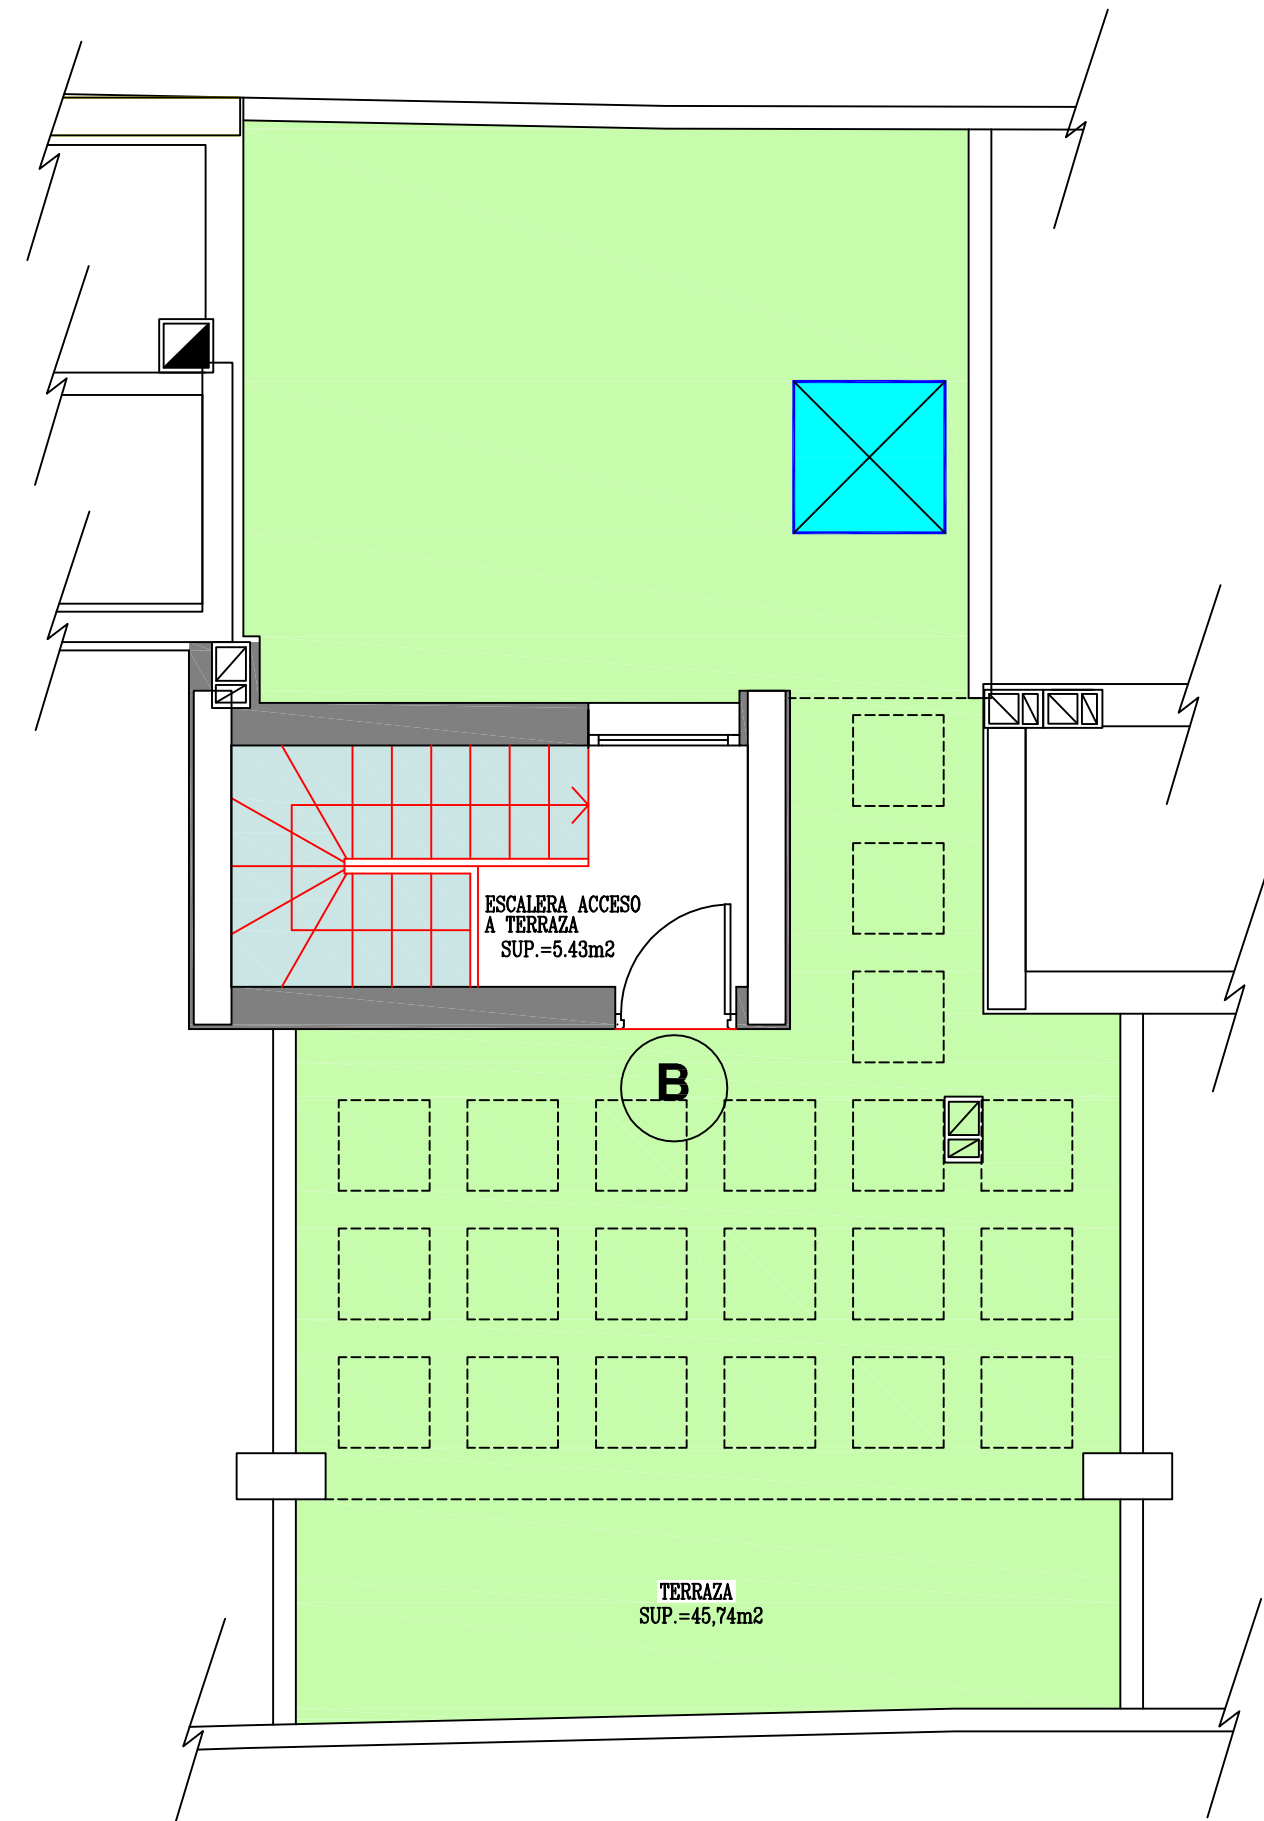 ESCALERA ACCESO
A TERRAZA
SUP.=5.43m2
B
TERRAZA
SUP.=45,74m2